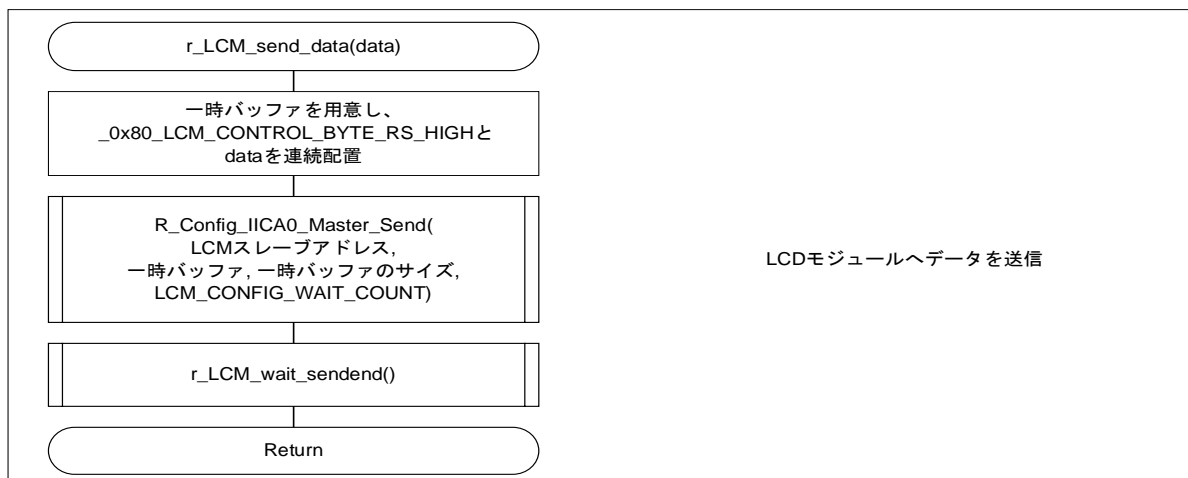 r_LCM_send_data(data)
一時バッファを用意し、
_0x80_LCM_CONTROL_BYTE_RS_HIGHと
dataを連続配置
R_Config_IICA0_Master_Send(
LCMスレーブアドレス,
一時バッファ, 一時バッファのサイズ,
LCM_CONFIG_WAIT_COUNT)
LCDモジュールへデータを送信
r_LCM_wait_sendend()
Return